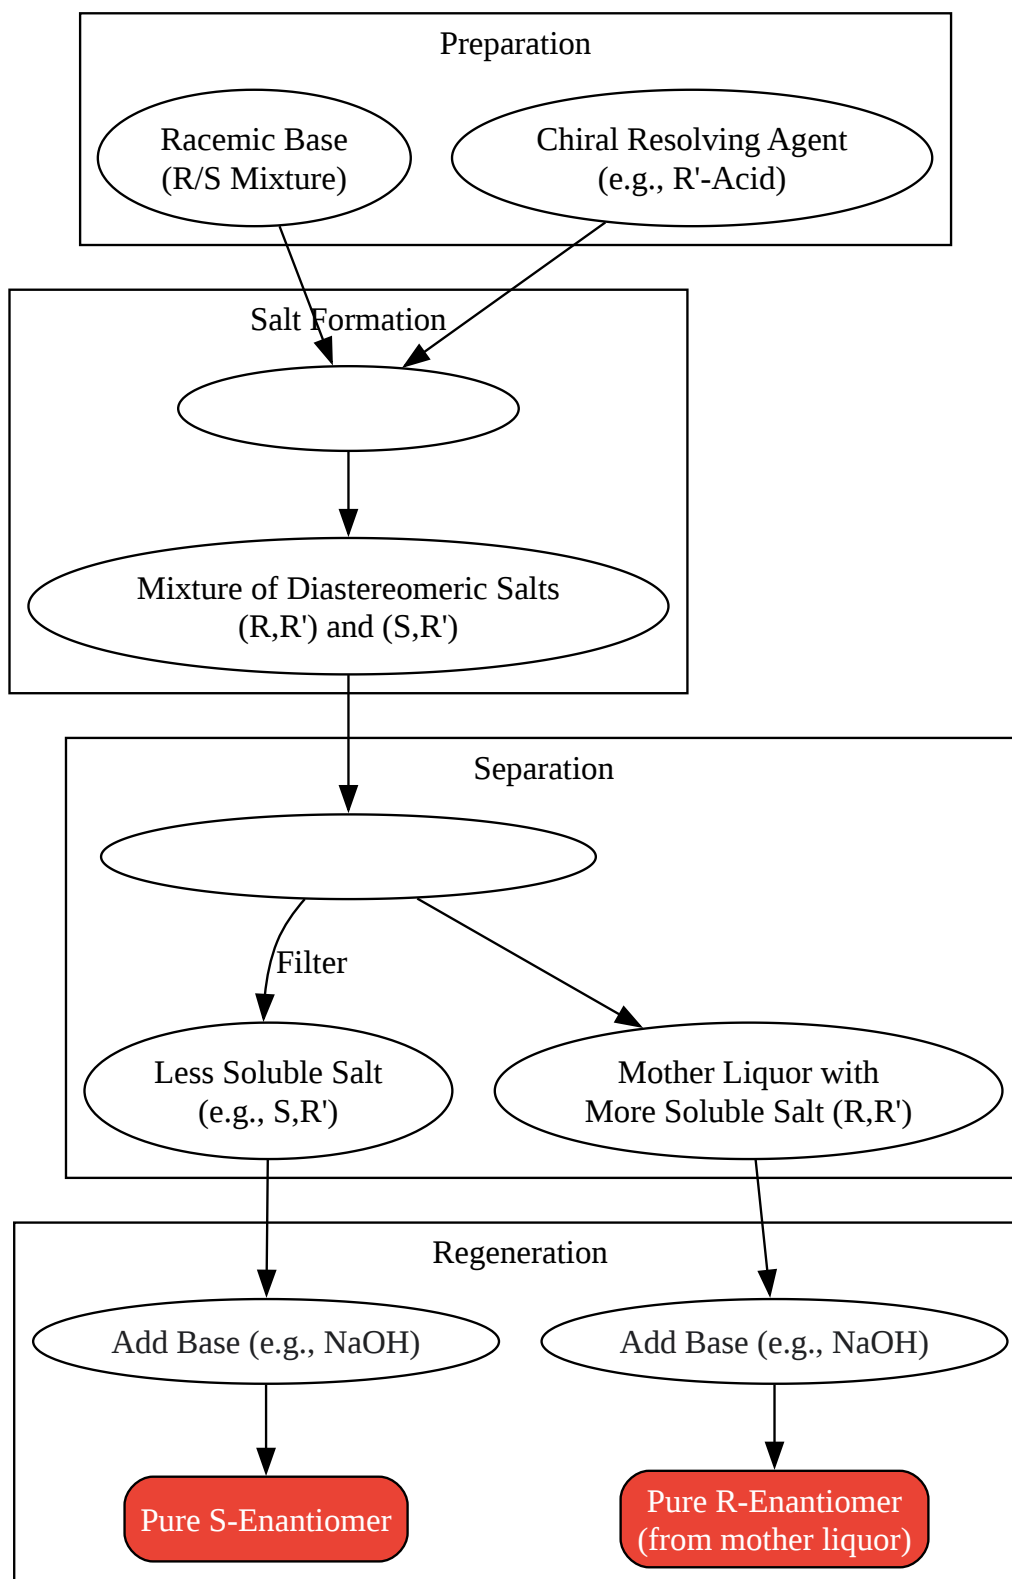 Preparation
Racemic Base
(R/S Mixture)
Chiral Resolving Agent
(e.g., R'-Acid)
Salt Formation
Mixture of Diastereomeric Salts
(R,R') and (S,R')
Separation
Filter
Less Soluble Salt
(e.g., S,R')
Mother Liquor with
More Soluble Salt (R,R')
Regeneration
Add Base (e.g., NaOH)
Add Base (e.g., NaOH)
Pure S-Enantiomer
Pure R-Enantiomer
(from mother liquor)